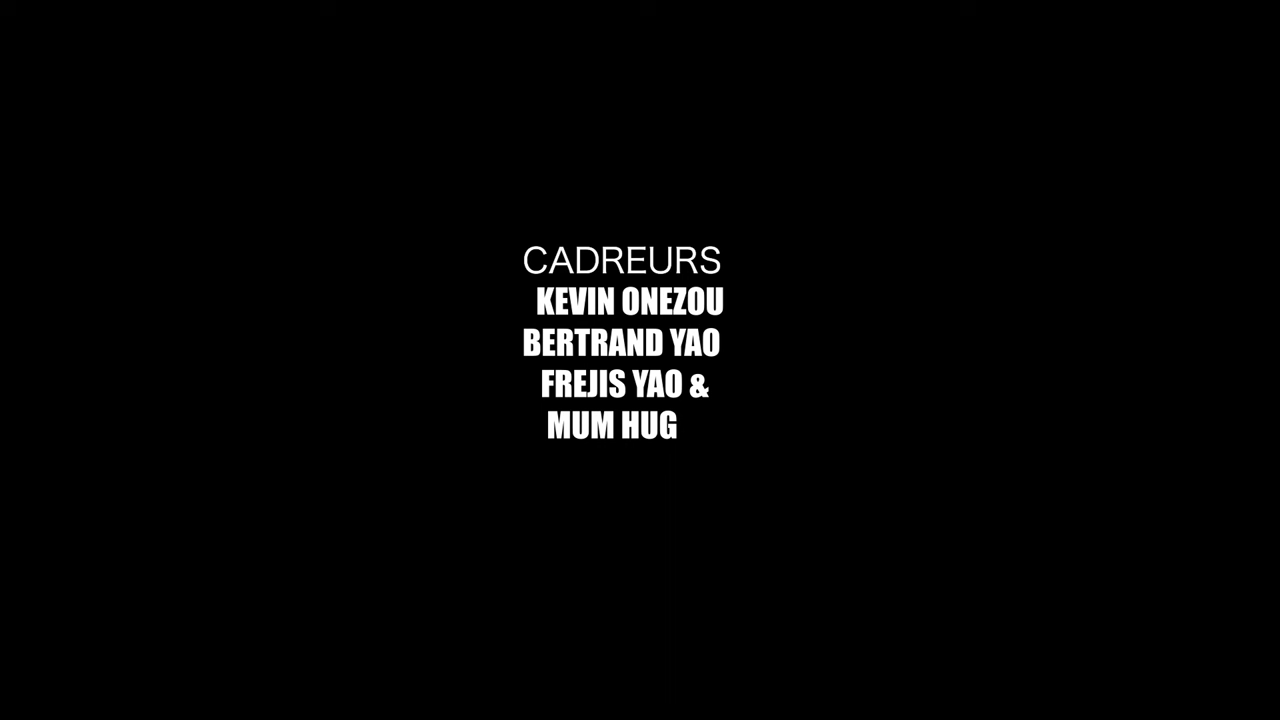 CADREURS
KEVIN ONEZOU
BERTRAND YAO
FREJIS YAO &
MUM HUG